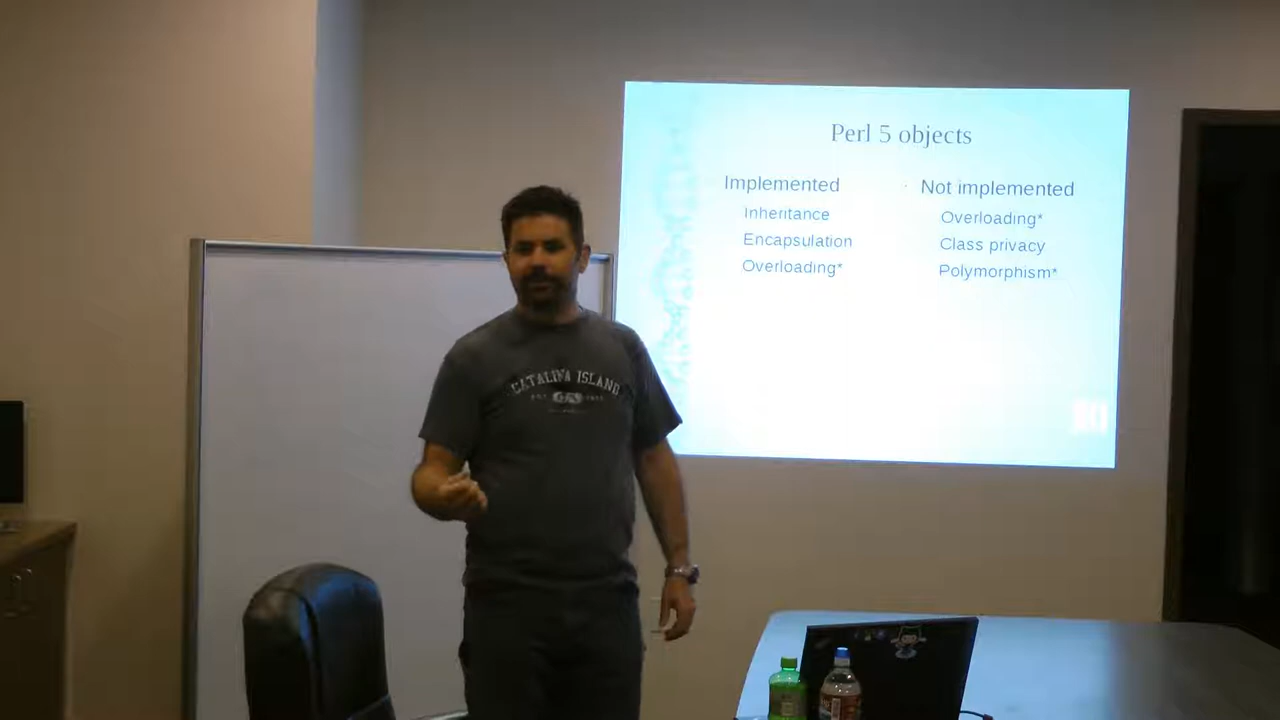 Perl 5 objects
Implemented
Inheritance
Encapsulation
Overloading*
Not implemented
Overloading*
Class privacy
Polymorphism*
CATALINA ISLAND